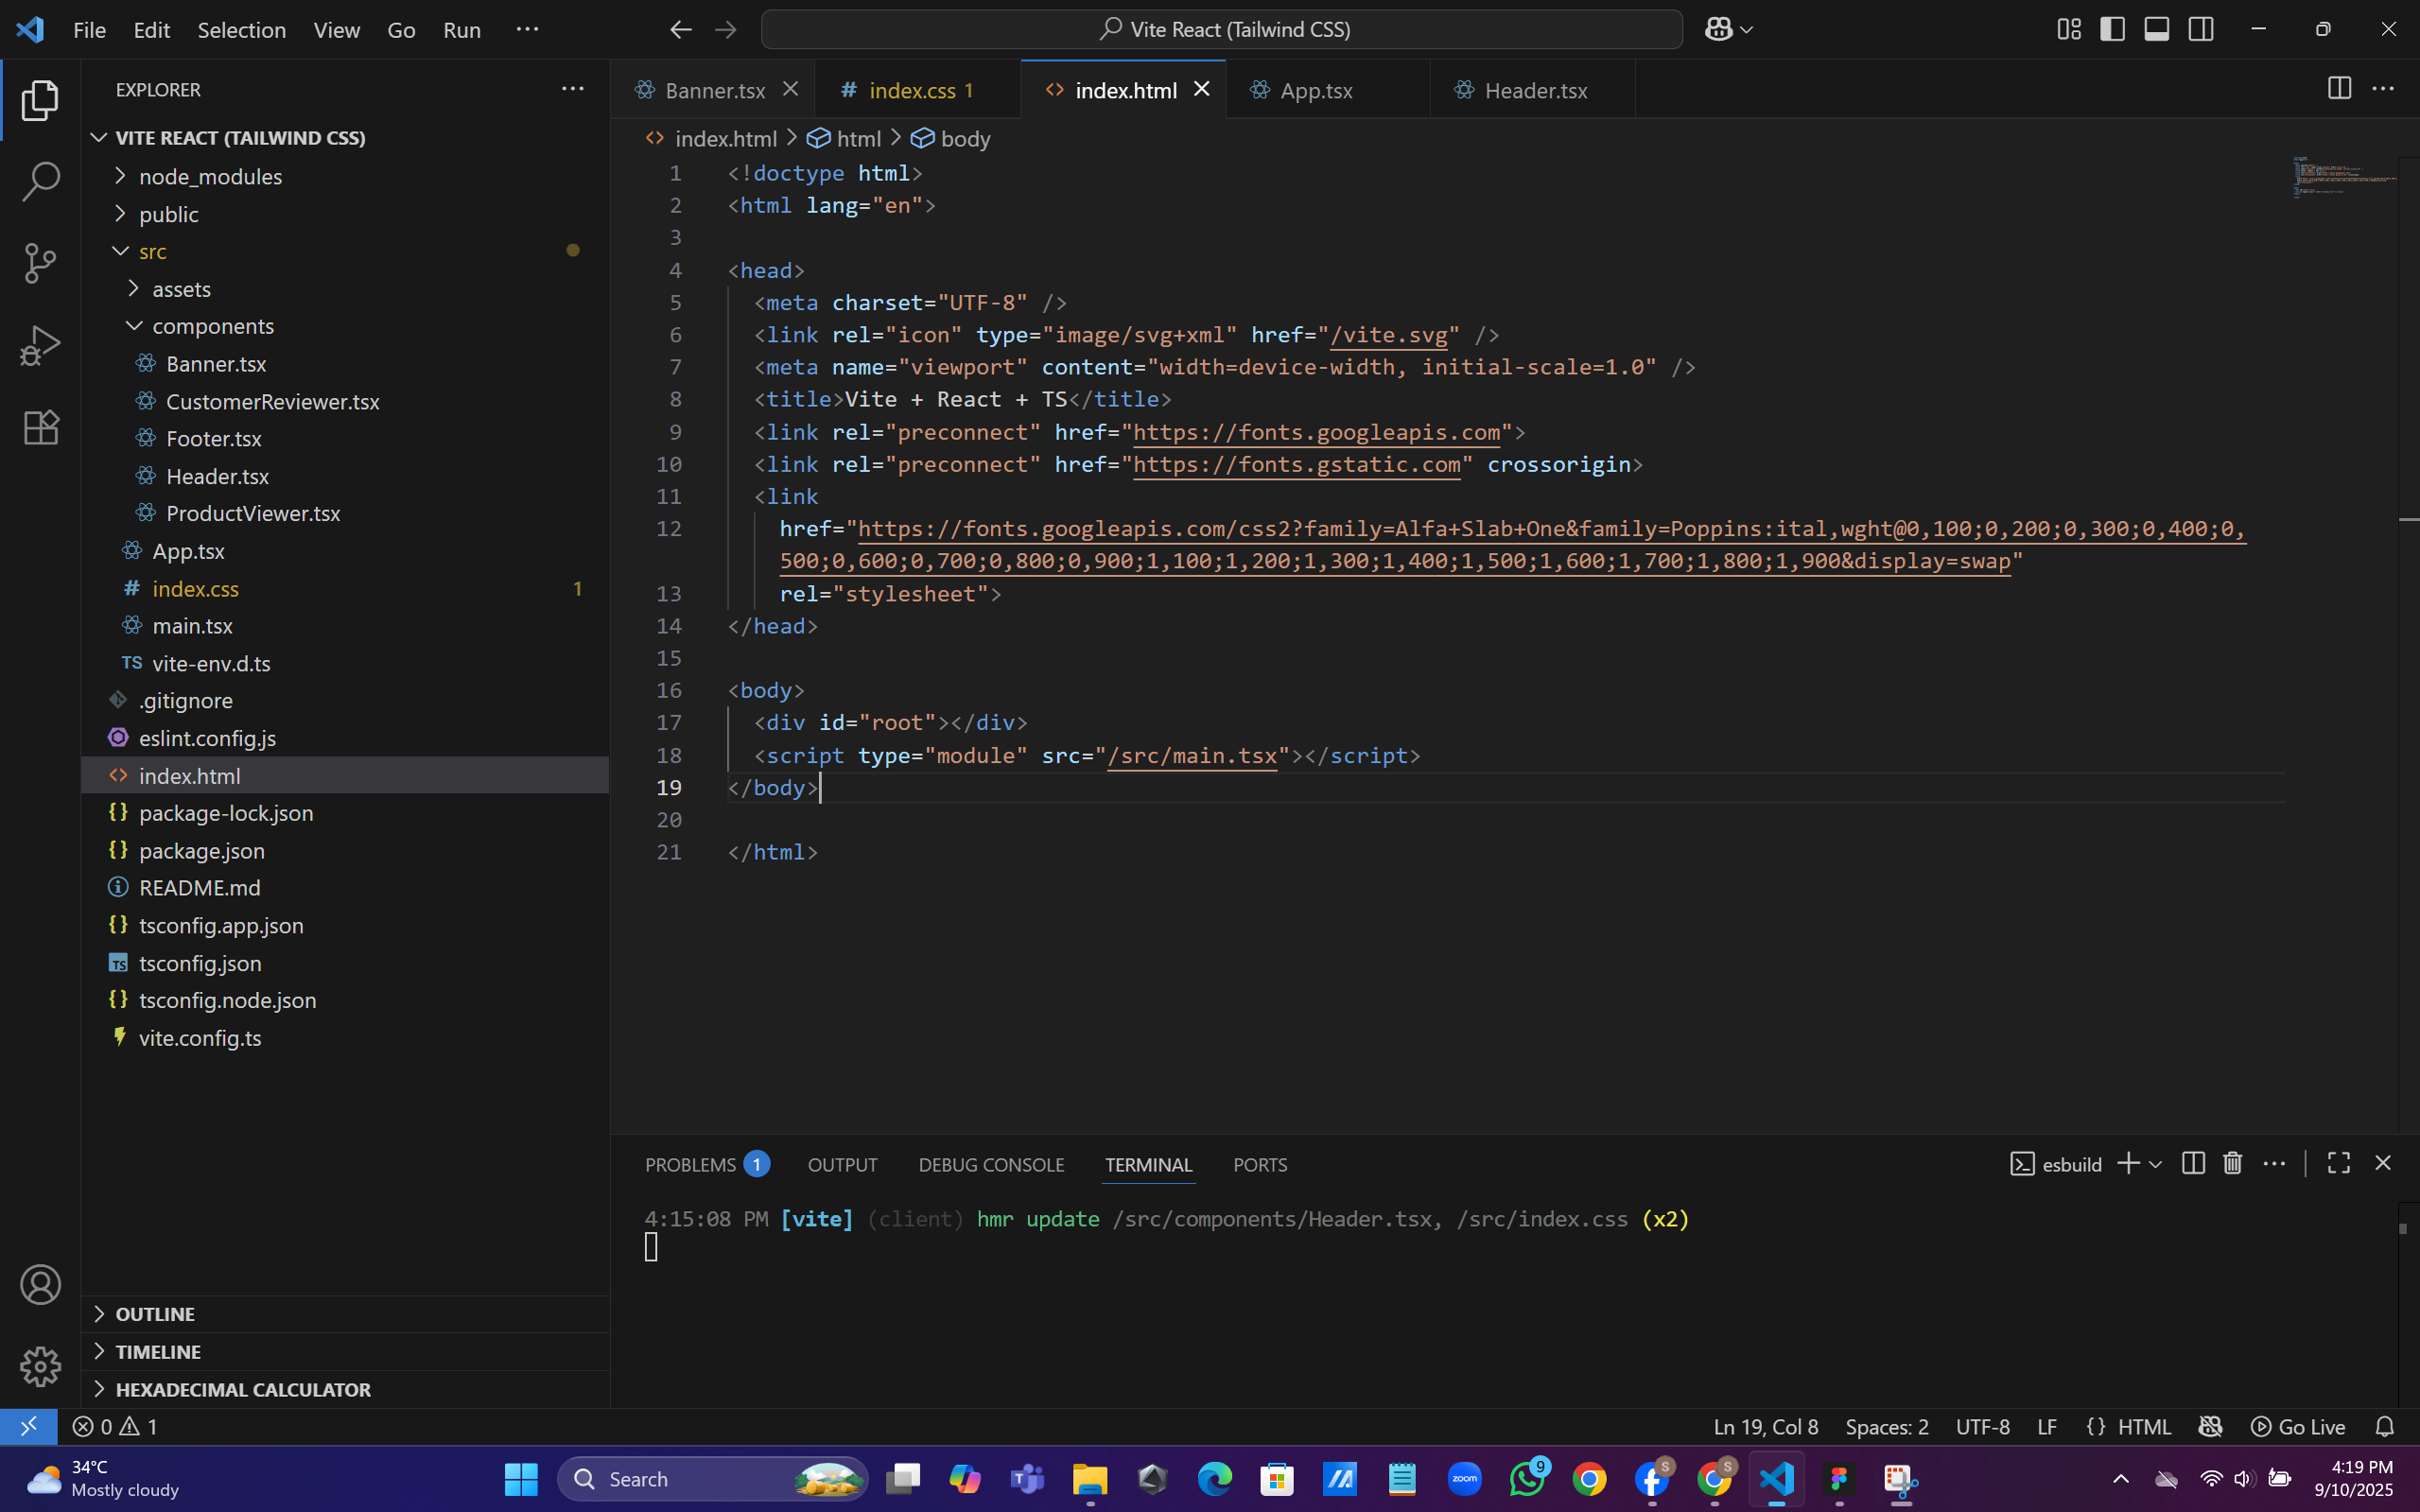 File Edit Selection View Go Run ···
Vite React (Tailwind CSS)
EXPLORER
Banner.tsx
index.css 1
index.html
App.tsx
Header.tsx
index.html > html > body
VITE REACT (TAILWIND CSS)
node_modules
public
src
assets
components
Banner.tsx
CustomerReviewer.tsx
Footer.tsx
Header.tsx
ProductViewer.tsx
App.tsx
index.css 1
main.tsx
TS vite-env.d.ts
.gitignore
eslint.config.js
index.html
package-lock.json
package.json
README.md
tsconfig.app.json
TS tsconfig.json
tsconfig.node.json
vite.config.ts
OUTLINE
TIMELINE
HEXADECIMAL CALCULATOR
1 <!doctype html>
2 <html lang="en">
3
4 <head>
5 <meta charset="UTF-8" />
6 <link rel="icon" type="image/svg+xml" href="/vite.svg" />
7 <meta name="viewport" content="width=device-width, initial-scale=1.0" />
8 <title>Vite + React + TS</title>
9 <link rel="preconnect" href="https://fonts.googleapis.com">
10 <link rel="preconnect" href="https://fonts.gstatic.com" crossorigin>
11 <link
12 href="https://fonts.googleapis.com/css2?family=Alfa+Slab+One&family=Poppins:ital,wght@0,100;0,200;0,300;0,400;0,
500;0,600;0,700;0,800;0,900;1,100;1,200;1,300;1,400;1,500;1,600;1,700;1,800;1,900&display=swap"
13 rel="stylesheet">
14 </head>
15
16 <body>
17 <div id="root"></div>
18 <script type="module" src="/src/main.tsx"></script>
19 </body>
20
21 </html>
PROBLEMS 1 OUTPUT DEBUG CONSOLE TERMINAL PORTS
esbuild
4:15:08 PM [vite] (client) hmr update /src/components/Header.tsx, /src/index.css (x2)
0 1
Ln 19, Col 8 Spaces: 2 UTF-8 LF {} HTML Go Live
34°C
Mostly cloudy
Search
zoom
9
S
S
4:19 PM
9/10/2025